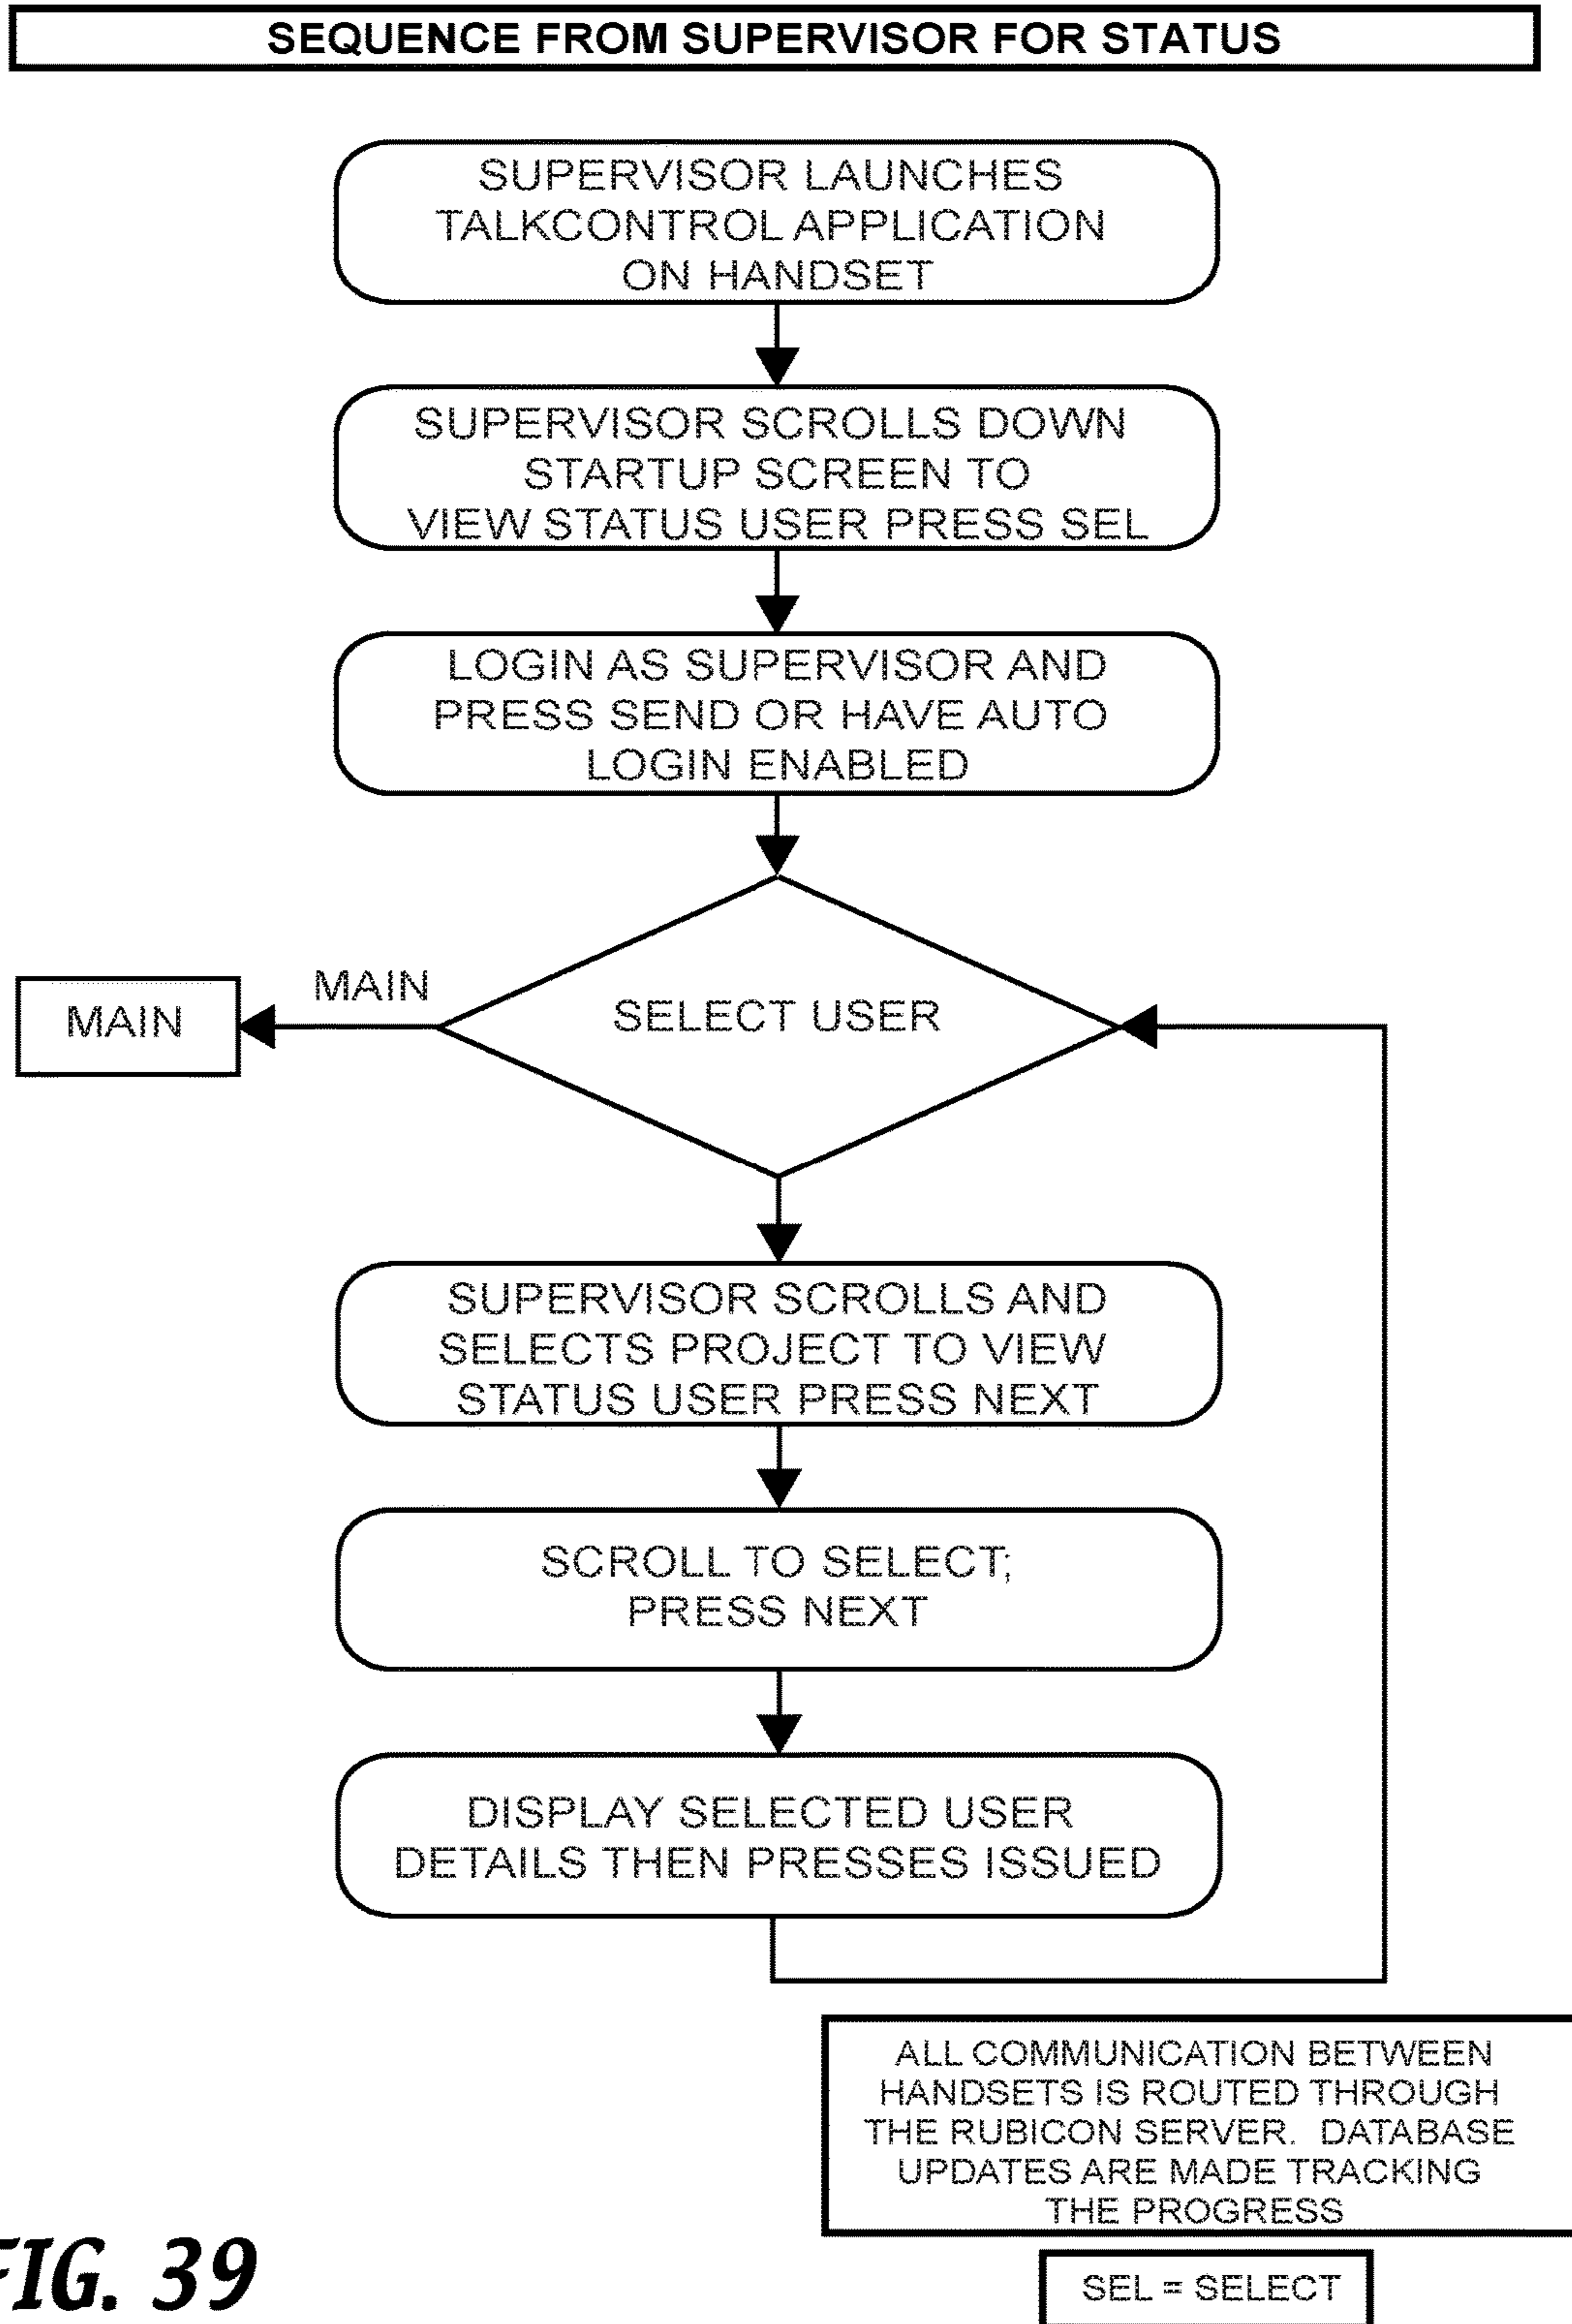 SEQUENCE FROM SUPERVISOR FOR STATUS
SUPERVISOR LAUNCHES
TALKCONTROL APPLICATION
ON HANDSET
SUPERVISOR SCROLLS DOWN
STARTUP SCREEN TO
VIEW STATUS USER PRESS SEL
LOGIN AS SUPERVISOR AND
PRESS SEND OR HAVE AUTO
LOGIN ENABLED
MAIN
MAIN
SELECT USER
SUPERVISOR SCROLLS AND
SELECTS PROJECT TO VIEW
STATUS USER PRESS NEXT
SCROLL TO SELECT;
PRESS NEXT
DISPLAY SELECTED USER
DETAILS THEN PRESSES ISSUED
ALL COMMUNICATION BETWEEN
HANDSETS IS ROUTED THROUGH
THE RUBICON SERVER. DATABASE
UPDATES ARE MADE TRACKING
THE PROGRESS
SEL = SELECT
FIG. 39